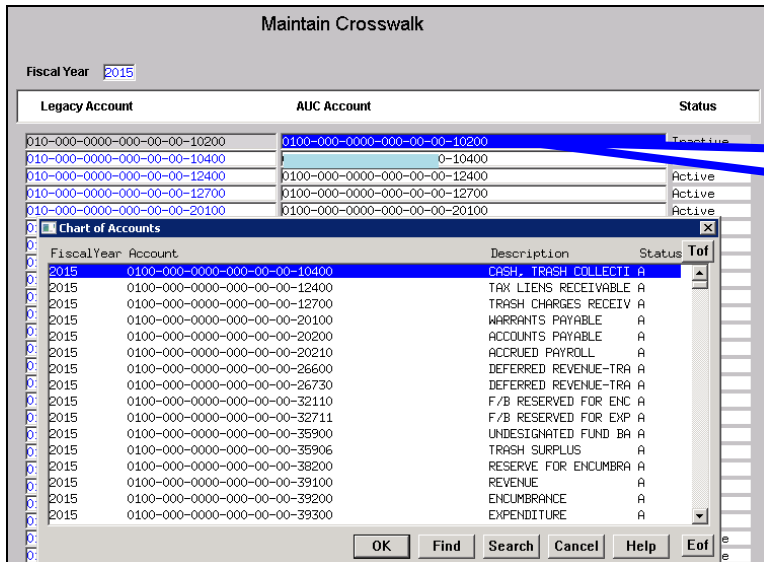 Maintain Crosswalk
Fiscal Year 2015
Legacy Account AUC Account Status
010-000-0000-000-00-00-10200 0100-000-0000-000-00-00-10200 Inactive
010-000-0000-000-00-00-10400 0-10400
010-000-0000-000-00-00-12400 0100-000-0000-000-00-00-12400 Active
010-000-0000-000-00-00-12700 0100-000-0000-000-00-00-12700 Active
010-000-0000-000-00-00-20100 0100-000-0000-000-00-00-20100 Active
Chart of Accounts
FiscalYear Account Description Status Tof
2015 0100-000-0000-000-00-00-10400 CASH, TRASH COLLECTI A
2015 0100-000-0000-000-00-00-12400 TAX LIENS RECEIVABLE A
2015 0100-000-0000-000-00-00-12700 TRASH CHARGES RECEIV A
2015 0100-000-0000-000-00-00-20100 WARRANTS PAYABLE A
2015 0100-000-0000-000-00-00-20200 ACCOUNTS PAYABLE A
2015 0100-000-0000-000-00-00-20210 ACCRUED PAYROLL A
2015 0100-000-0000-000-00-00-26600 DEFERRED REVENUE-TRA A
2015 0100-000-0000-000-00-00-26730 DEFERRED REVENUE-TRA A
2015 0100-000-0000-000-00-00-32110 F/B RESERVED FOR ENC A
2015 0100-000-0000-000-00-00-32711 F/B RESERVED FOR EXP A
2015 0100-000-0000-000-00-00-35900 UNDESIGNATED FUND BA A
2015 0100-000-0000-000-00-00-35906 TRASH SURPLUS A
2015 0100-000-0000-000-00-00-38200 RESERVE FOR ENCUMBRA A
2015 0100-000-0000-000-00-00-39100 REVENUE A
2015 0100-000-0000-000-00-00-39200 ENCUMBRANCE A
2015 0100-000-0000-000-00-00-39300 EXPENDITURE A
OK Find Search Cancel Help Eof